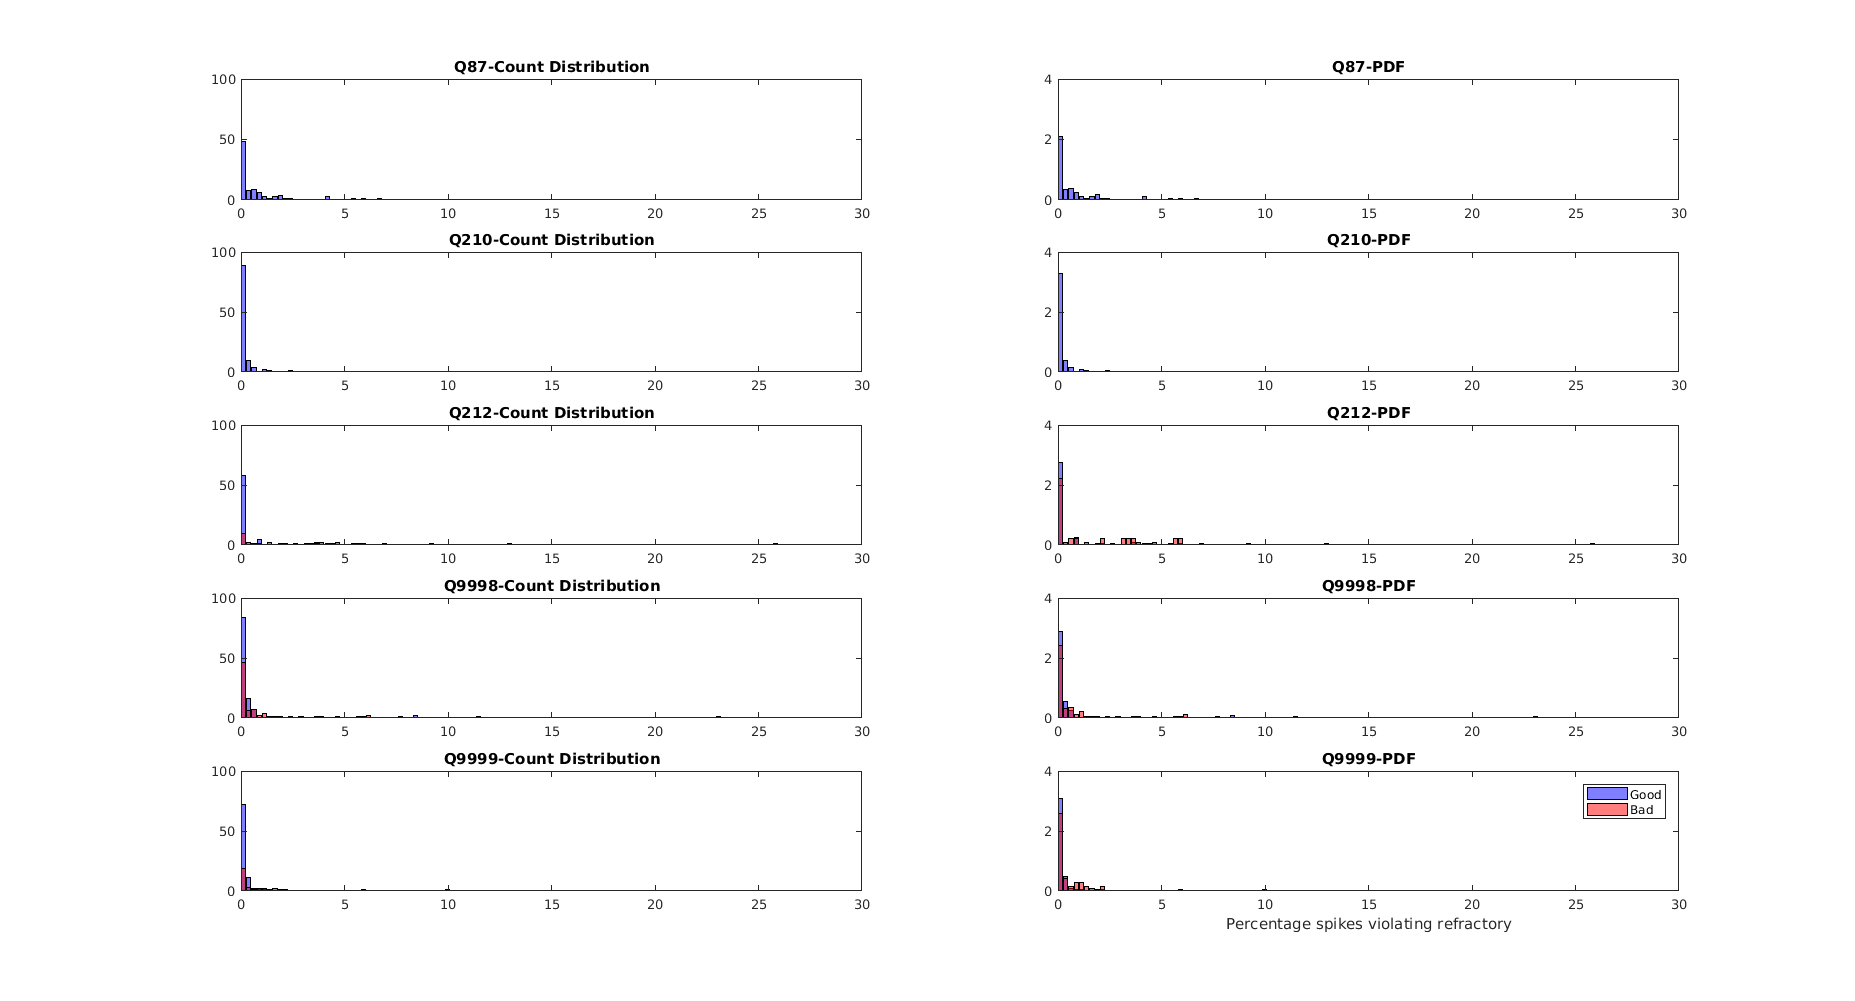 Q87-Count Distribution
100
50
0
0 5 10 15 20 25 30
Q87-PDF
4
2
0
0 5 10 15 20 25 30
Q210-Count Distribution
100
50
0
0 5 10 15 20 25 30
Q210-PDF
4
2
0
0 5 10 15 20 25 30
Q212-Count Distribution
100
50
0
0 5 10 15 20 25 30
Q212-PDF
4
2
0
0 5 10 15 20 25 30
Q9998-Count Distribution
100
50
0
0 5 10 15 20 25 30
Q9998-PDF
4
2
0
0 5 10 15 20 25 30
Q9999-Count Distribution
100
50
0
0 5 10 15 20 25 30
Q9999-PDF
4
2
0
Good
Bad
0 5 10 15 20 25 30
Percentage spikes violating refractory